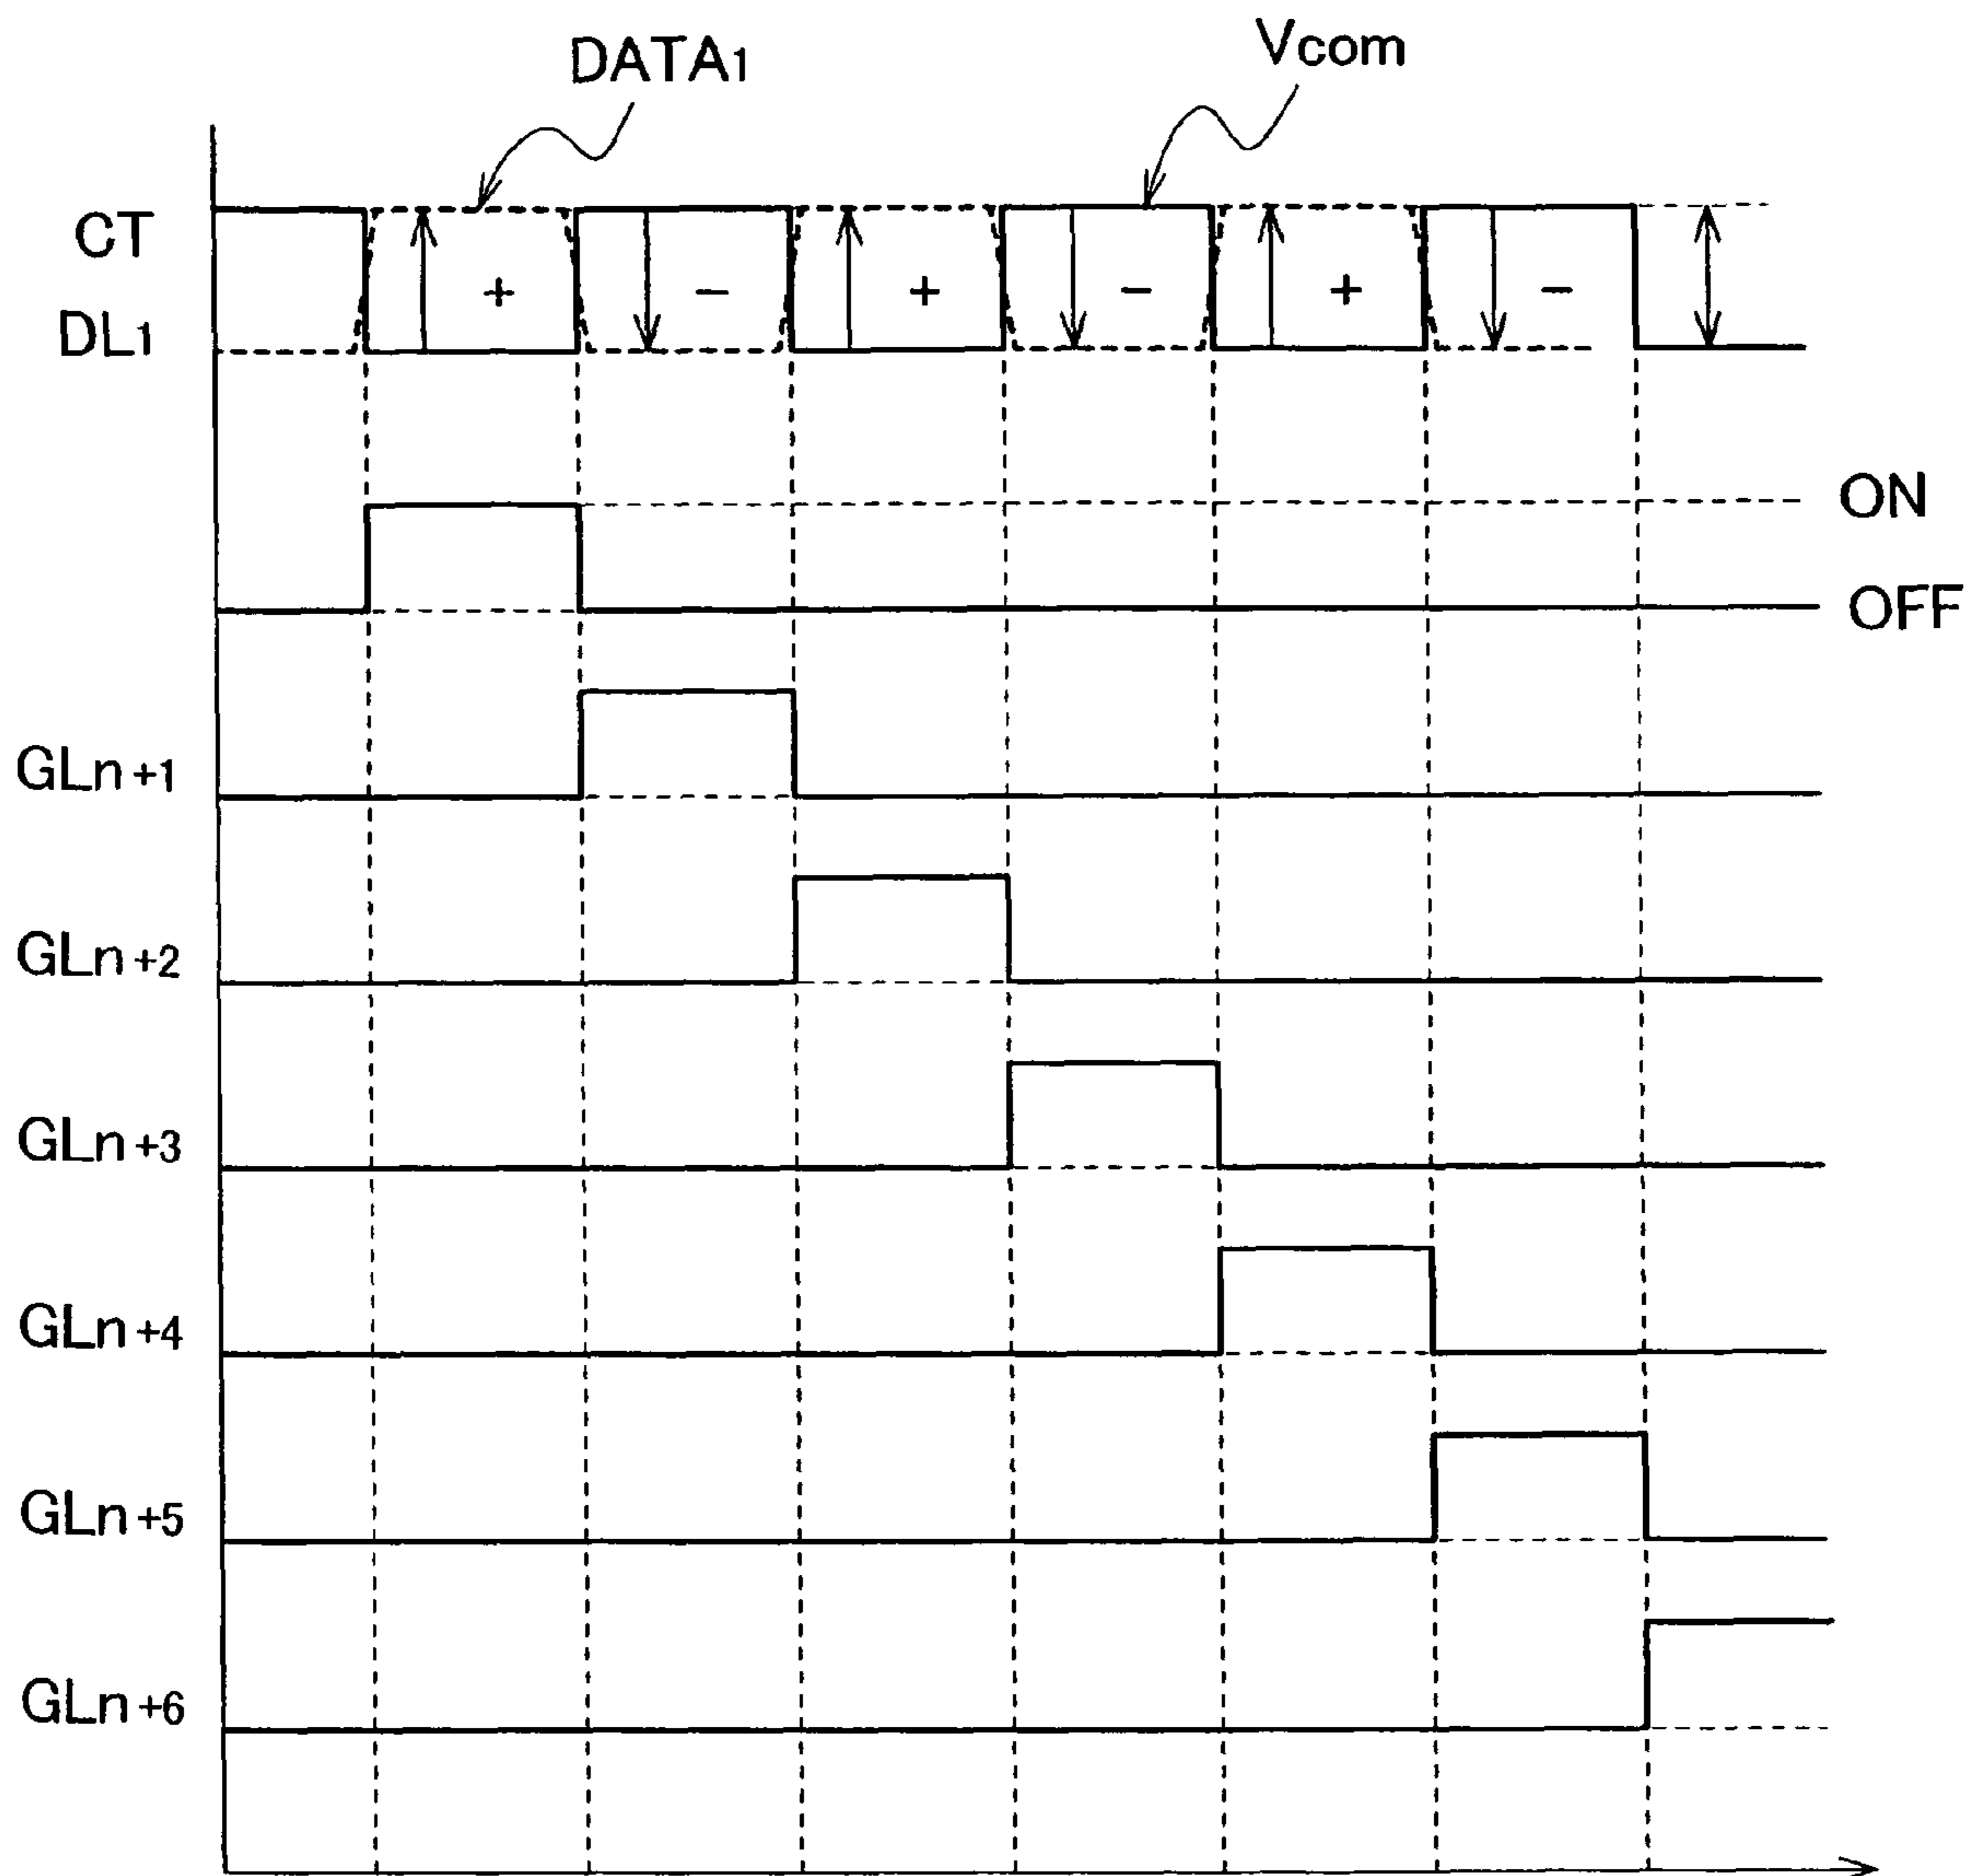 DATA1
Vcom
CT
DL1
+ − + − + −
ON
OFF
GLn+1
GLn+2
GLn+3
GLn+4
GLn+5
GLn+6